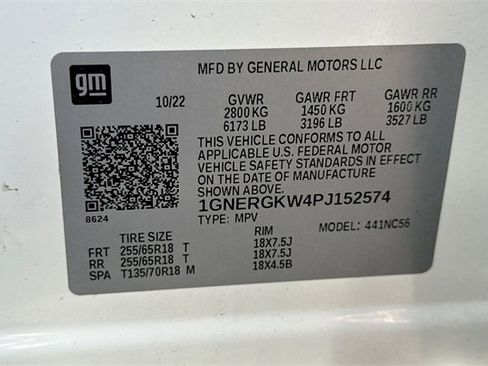 gm
MFD BY GENERAL MOTORS LLC
10/22 GVWR GAWR FRT GAWR RR
2800 KG 1450 KG 1600 KG
6173 LB 3196 LB 3527 LB
THIS VEHICLE CONFORMS TO ALL
APPLICABLE U.S. FEDERAL MOTOR
VEHICLE SAFETY STANDARDS IN EFFECT
ON THE DATE OF MANUFACTURE
SHOWN ABOVE.
8624
1GNERGKW4PJ152574
TYPE: MPV MODEL: 441NC56
TIRE SIZE RIM
FRT 255/65R18 T 18X7.5J
RR 255/65R18 T 18X7.5J
SPA T135/70R18 M 18X4.5B